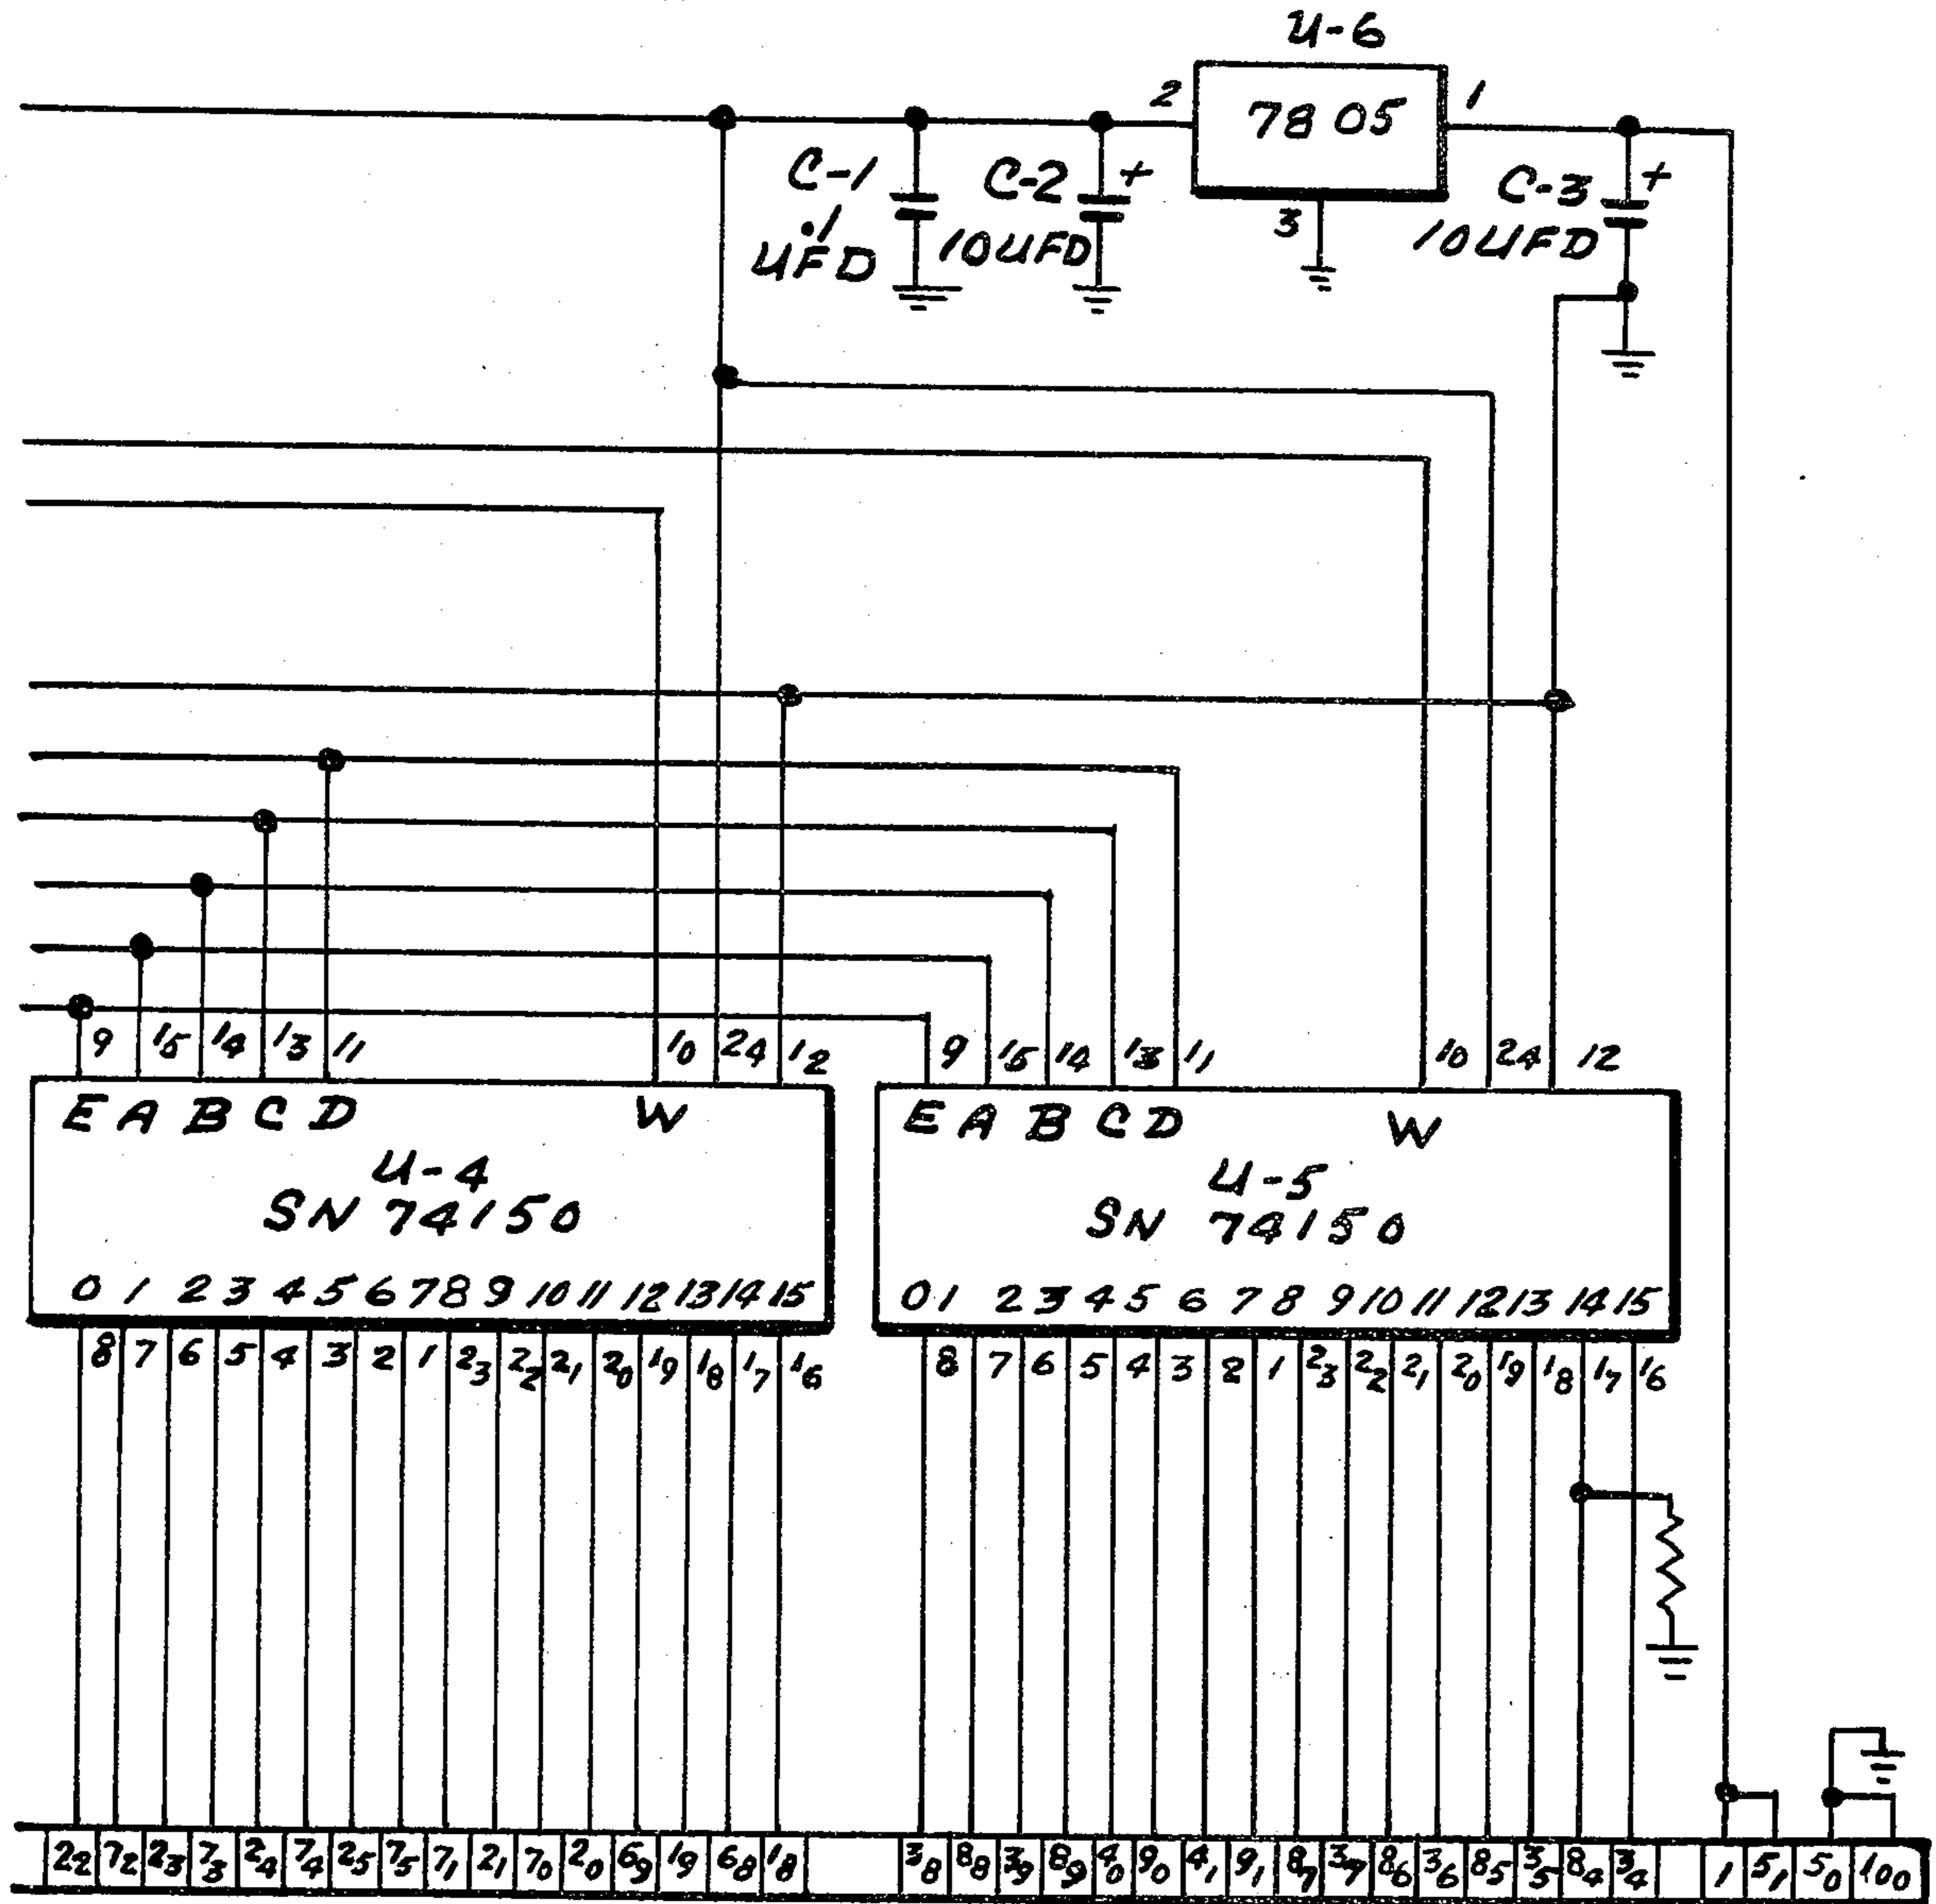 U-6
2 7805 1
3
C-1
.1
UFD
C-2 +
10UFD
C-3 +
10UFD
9 15 14 13 11 10 24 12
9 15 14 13 11 10 24 12
E A B C D W
U-4
SN 74150
0 1 2 3 4 5 6 7 8 9 10 11 12 13 14 15
E A B C D W
U-5
SN 74150
0 1 2 3 4 5 6 7 8 9 10 11 12 13 14 15
8 7 6 5 4 3 2 1 23 22 21 20 19 18 17 16
8 7 6 5 4 3 2 1 23 22 21 20 19 18 17 16
22 72 23 73 24 74 25 75 71 21 70 20 69 19 68 18
38 88 39 89 40 90 41 91 87 37 86 36 85 35 84 34
1 51 50 100